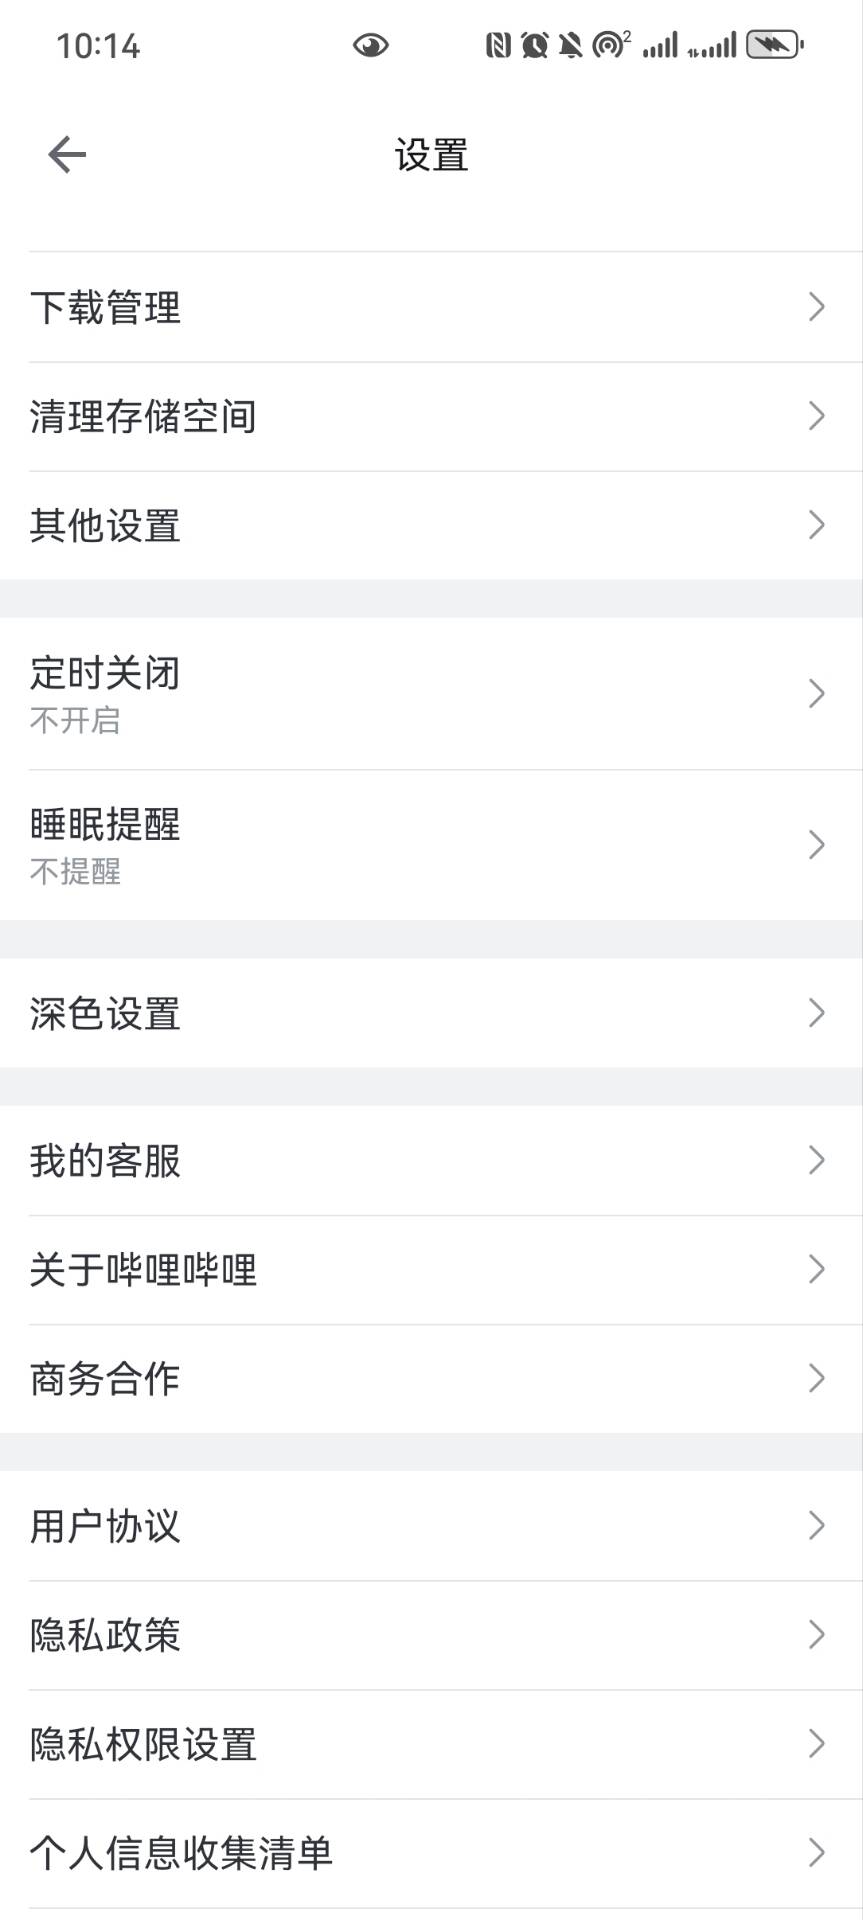 10:14
2
设置
下载管理
清理存储空间
其他设置
定时关闭
不开启
睡眠提醒
不提醒
深色设置
我的客服
关于哔哩哔哩
商务合作
用户协议
隐私政策
隐私权限设置
个人信息收集清单